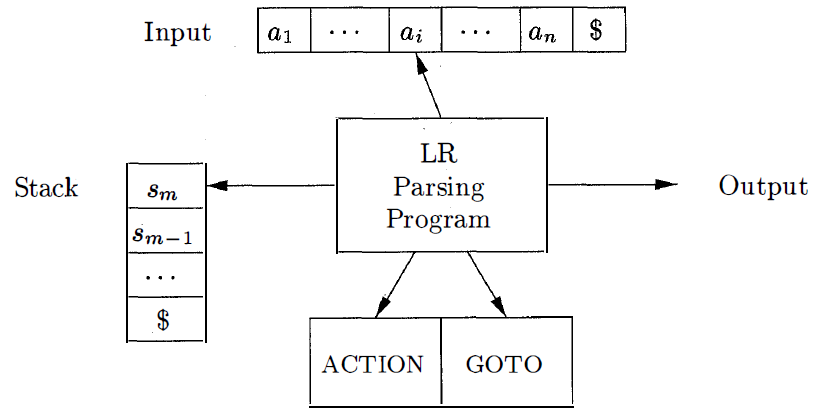 Input a₁ ⋯ aᵢ ⋯ aₙ $
LR
Parsing
Program
Stack
sₘ
sₘ₋₁
⋯
$
Output
ACTION GOTO